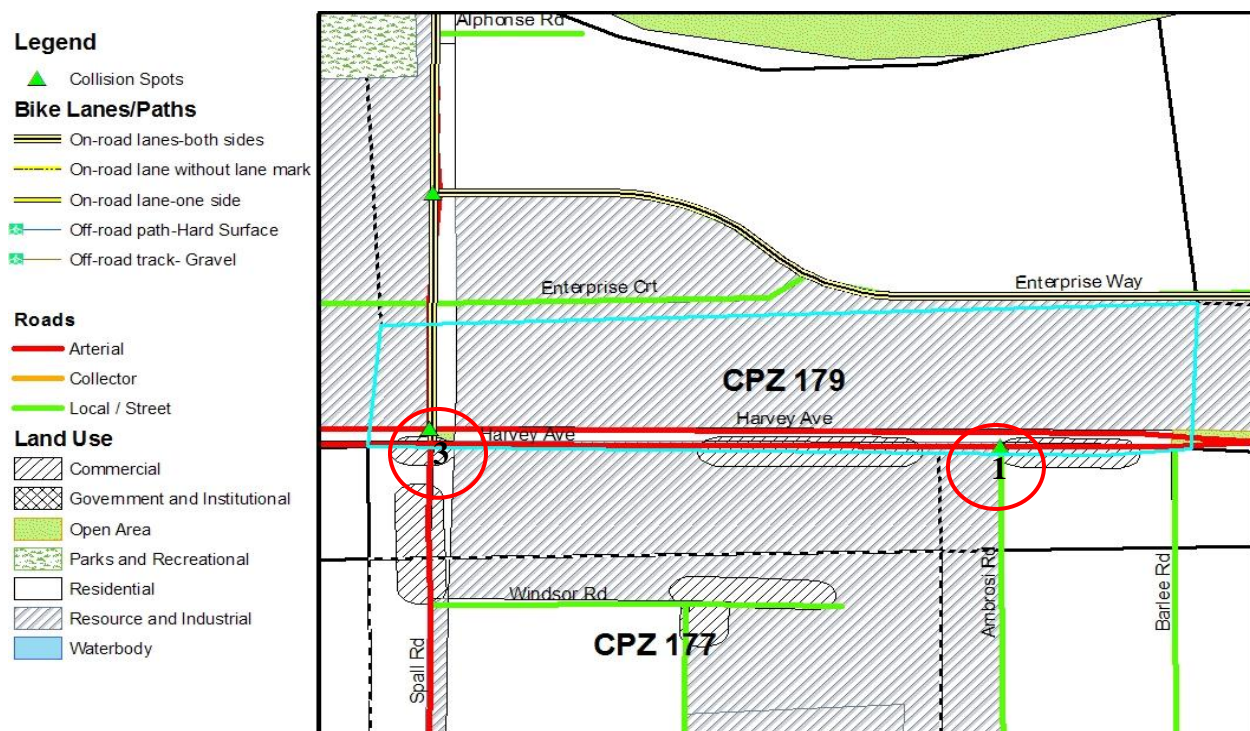 Legend
Collision Spots
Bike Lanes/Paths
On-road lanes-both sides
On-road lane without lane mark
On-road lane-one side
Off-road path-Hard Surface
Off-road track- Gravel
Roads
Arterial
Collector
Local / Street
Land Use
Commercial
Government and Institutional
Open Area
Parks and Recreational
Residential
Resource and Industrial
Waterbody
Alphonse Rd
Enterprise Crt
Enterprise Way
CPZ 179
Harvey Ave
Harvey Ave
3
1
Windsor Rd
CPZ 177
Spall Rd
Ambrosi Rd
Barlee Rd